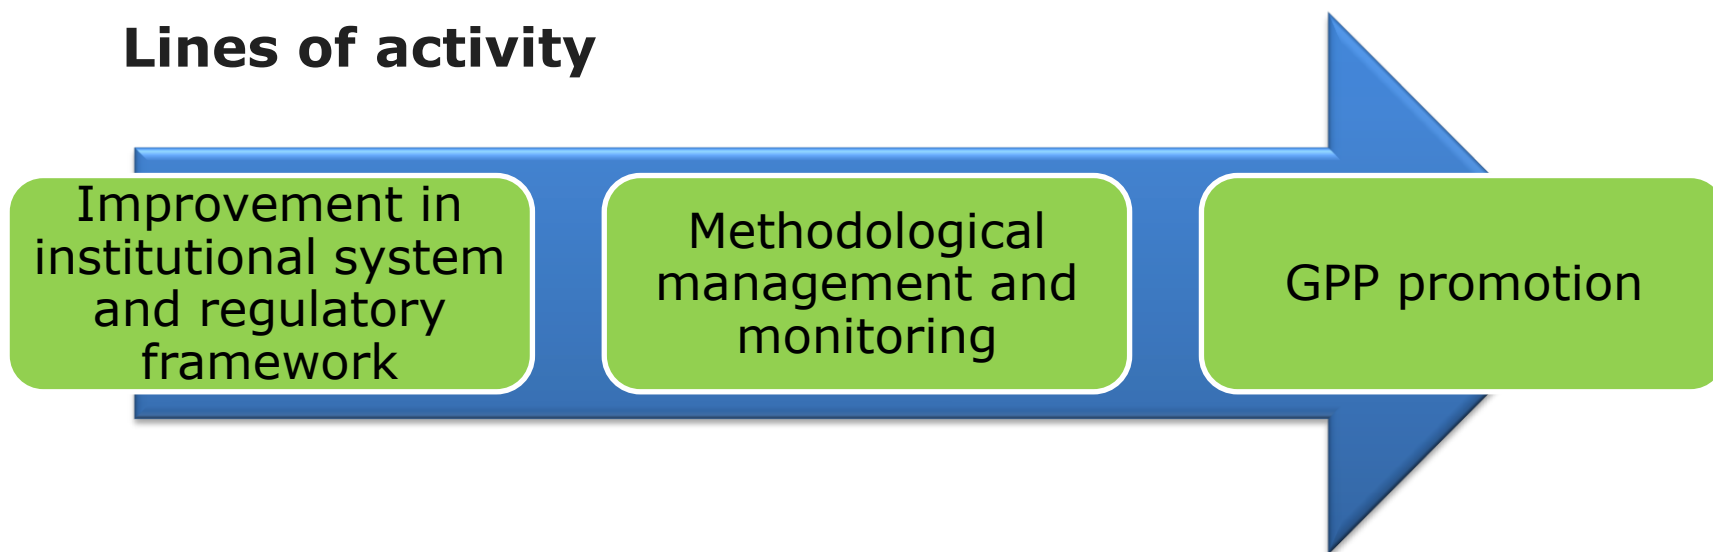 Lines of activity
Improvement in
institutional system
and regulatory
framework
Methodological
management and
monitoring
GPP promotion